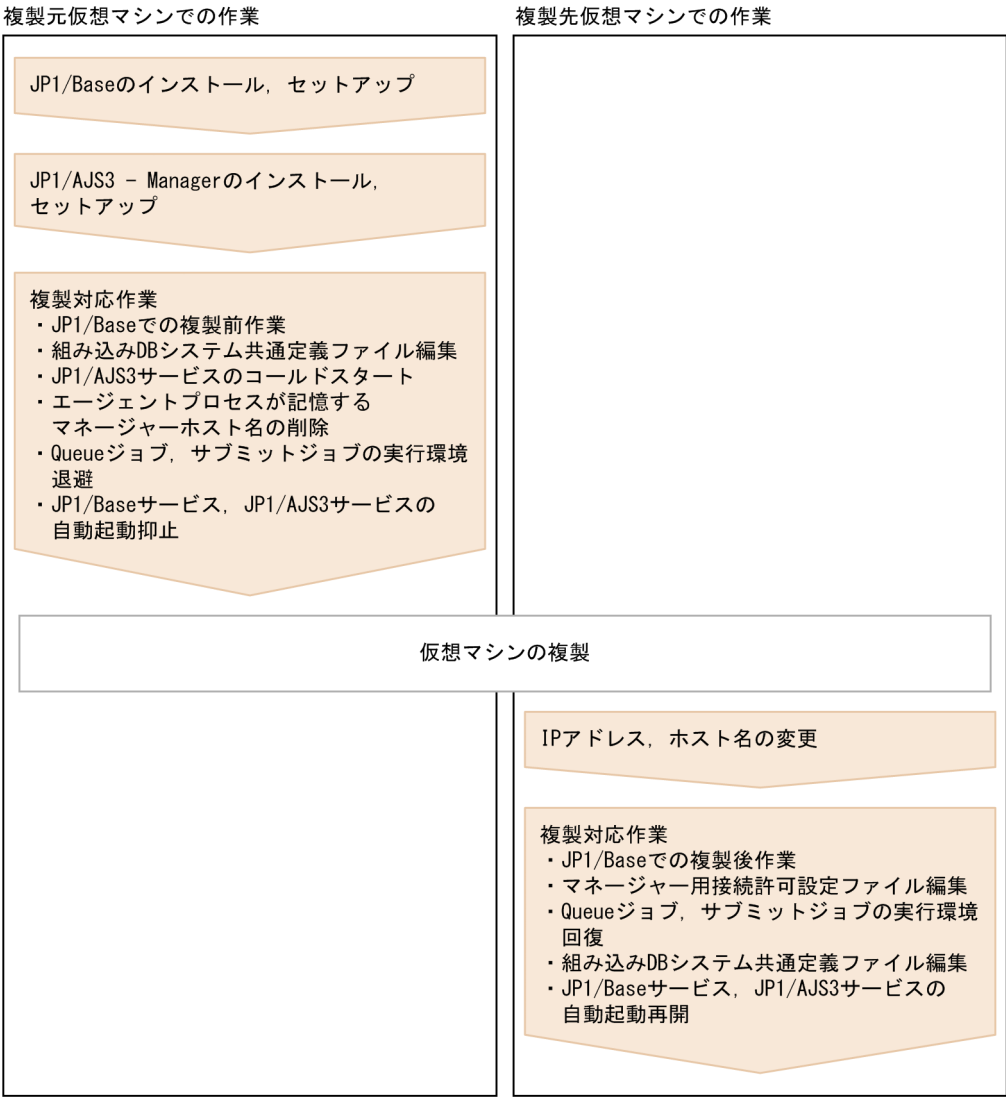 複製元仮想マシンでの作業
JP1/Baseのインストール，セットアップ
JP1/AJS3 － Managerのインストール，
セットアップ
複製対応作業
・JP1/Baseでの複製前作業
・組み込みDBシステム共通定義ファイル編集
・JP1/AJS3サービスのコールドスタート
・エージェントプロセスが記憶する
マネージャーホスト名の削除
・Queueジョブ，サブミットジョブの実行環境
退避
・JP1/Baseサービス，JP1/AJS3サービスの
自動起動抑止
仮想マシンの複製
複製先仮想マシンでの作業
IPアドレス，ホスト名の変更
複製対応作業
・JP1/Baseでの複製後作業
・マネージャー用接続許可設定ファイル編集
・Queueジョブ，サブミットジョブの実行環境
回復
・組み込みDBシステム共通定義ファイル編集
・JP1/Baseサービス，JP1/AJS3サービスの
自動起動再開